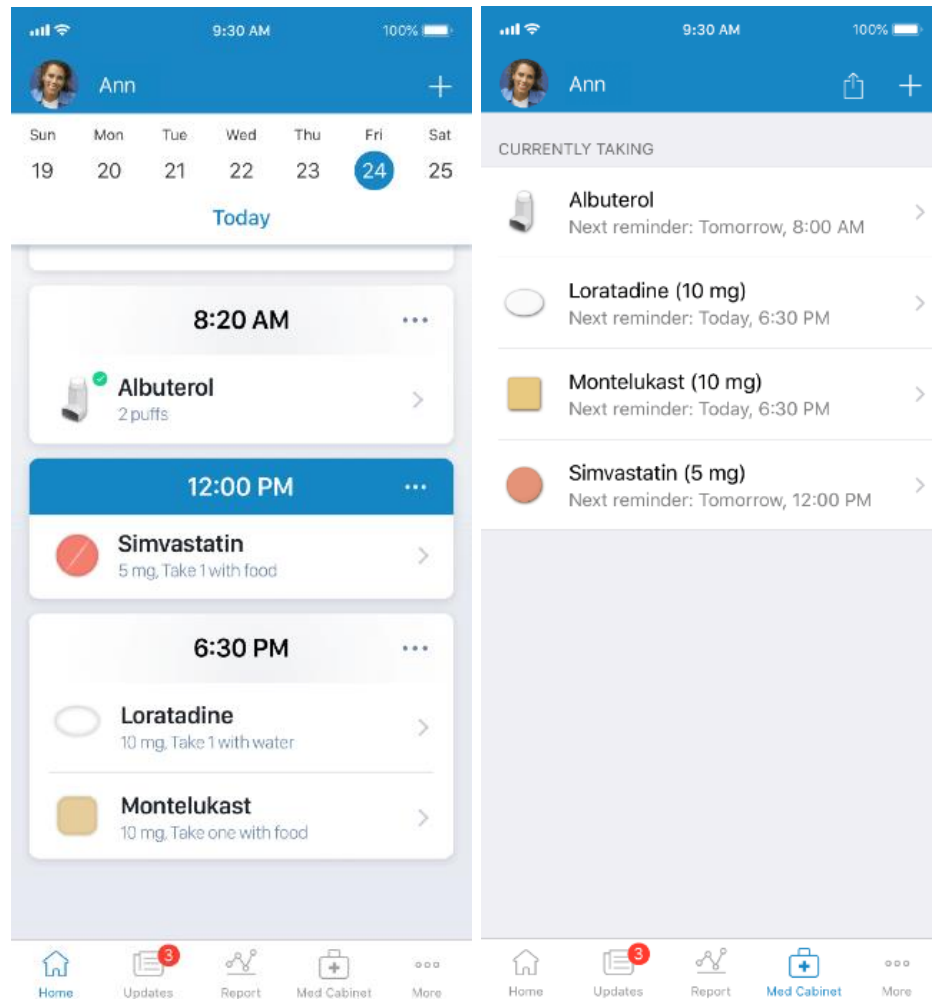 9:30 AM 100%
Ann
Sun Mon Tue Wed Thu Fri Sat
19 20 21 22 23 24 25
Today
8:20 AM
Albuterol
2 puffs
12:00 PM
Simvastatin
5 mg, Take 1 with food
6:30 PM
Loratadine
10 mg, Take 1 with water
Montelukast
10 mg, Take one with food
3
Home Updates Report Med Cabinet More
9:30 AM 100%
Ann
CURRENTLY TAKING
Albuterol
Next reminder: Tomorrow, 8:00 AM
Loratadine (10 mg)
Next reminder: Today, 6:30 PM
Montelukast (10 mg)
Next reminder: Today, 6:30 PM
Simvastatin (5 mg)
Next reminder: Tomorrow, 12:00 PM
3
Home Updates Report Med Cabinet More